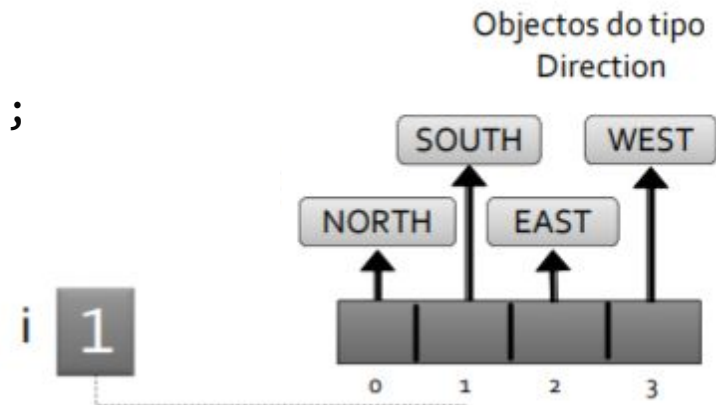 Objectos do tipo
Direction
;
SOUTH WEST
NORTH EAST
i 1
0 1 2 3